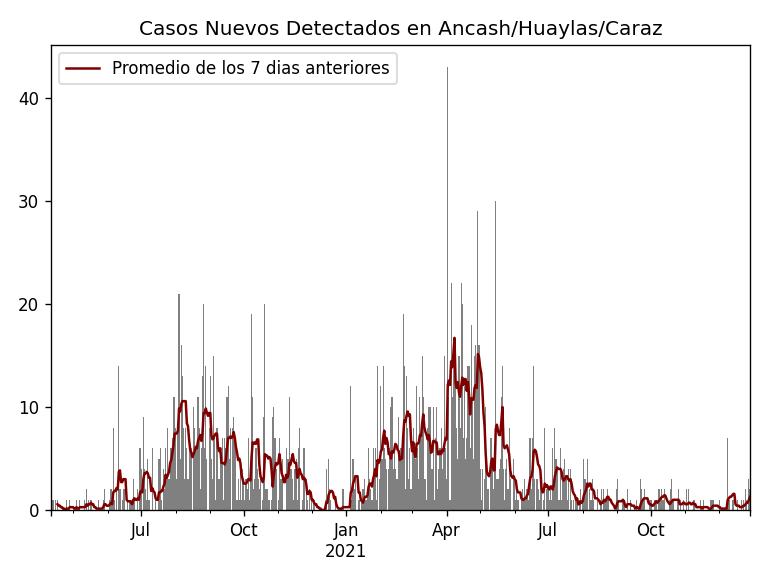 Casos Nuevos Detectados en Ancash/Huaylas/Caraz
Promedio de los 7 dias anteriores
40
30
20
10
0
Jul
Oct
Jan
Apr
Jul
Oct
2021